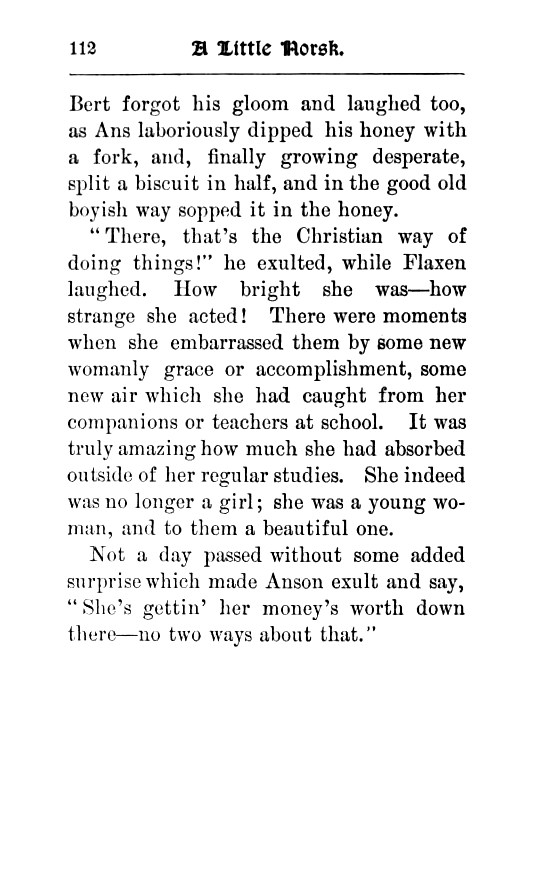 112 A Little Norsk.
Bert forgot his gloom and laughed too,
as Ans laboriously dipped his honey with
a fork, and, finally growing desperate,
split a biscuit in half, and in the good old
boyish way sopped it in the honey.
“There, that’s the Christian way of
doing things!” he exulted, while Flaxen
laughed. How bright she was—how
strange she acted! There were moments
when she embarrassed them by some new
womanly grace or accomplishment, some
new air which she had caught from her
companions or teachers at school. It was
truly amazing how much she had absorbed
outside of her regular studies. She indeed
was no longer a girl; she was a young wo-
man, and to them a beautiful one.
Not a day passed without some added
surprise which made Anson exult and say,
“She’s gettin’ her money’s worth down
there—no two ways about that.”